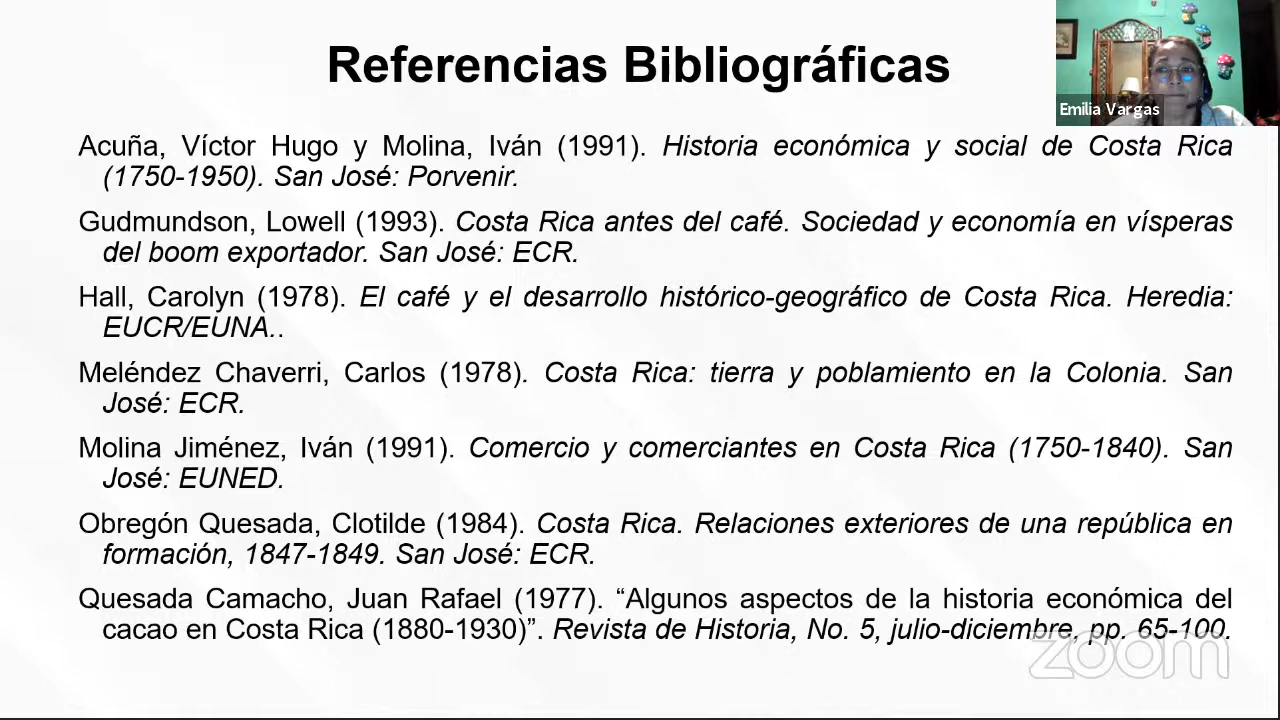 Referencias Bibliográficas
Emilia Vargas
Acuña, Víctor Hugo y Molina, Iván (1991). Historia económica y social de Costa Rica
(1750-1950). San José: Porvenir.
Gudmundson, Lowell (1993). Costa Rica antes del café. Sociedad y economía en vísperas
del boom exportador. San José: ECR.
Hall, Carolyn (1978). El café y el desarrollo histórico-geográfico de Costa Rica. Heredia:
EUCR/EUNA..
Meléndez Chaverri, Carlos (1978). Costa Rica: tierra y poblamiento en la Colonia. San
José: ECR.
Molina Jiménez, Iván (1991). Comercio y comerciantes en Costa Rica (1750-1840). San
José: EUNED.
Obregón Quesada, Clotilde (1984). Costa Rica. Relaciones exteriores de una república en
formación, 1847-1849. San José: ECR.
Quesada Camacho, Juan Rafael (1977). “Algunos aspectos de la historia económica del
cacao en Costa Rica (1880-1930)”. Revista de Historia, No. 5, julio-diciembre, pp. 65-100.
zoom